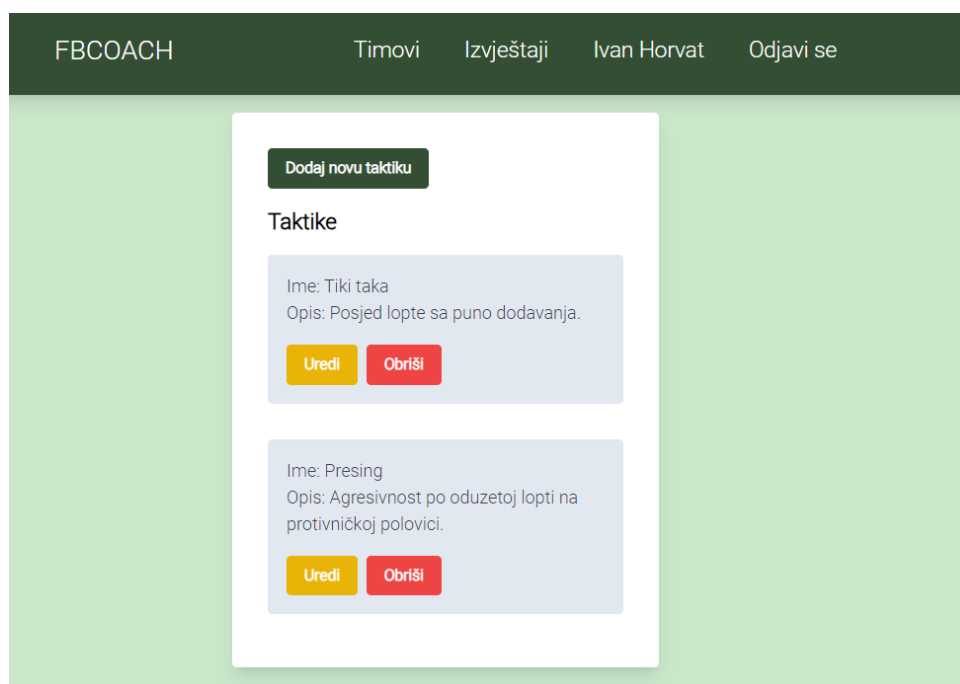 FBCOACH Timovi Izvještaji Ivan Horvat Odjavi se
Dodaj novu taktiku
Taktike
Ime: Tiki taka
Opis: Posjed lopte sa puno dodavanja.
Uredi Obriši
Ime: Presing
Opis: Agresivnost po oduzetoj lopti na
protivničkoj polovici.
Uredi Obriši